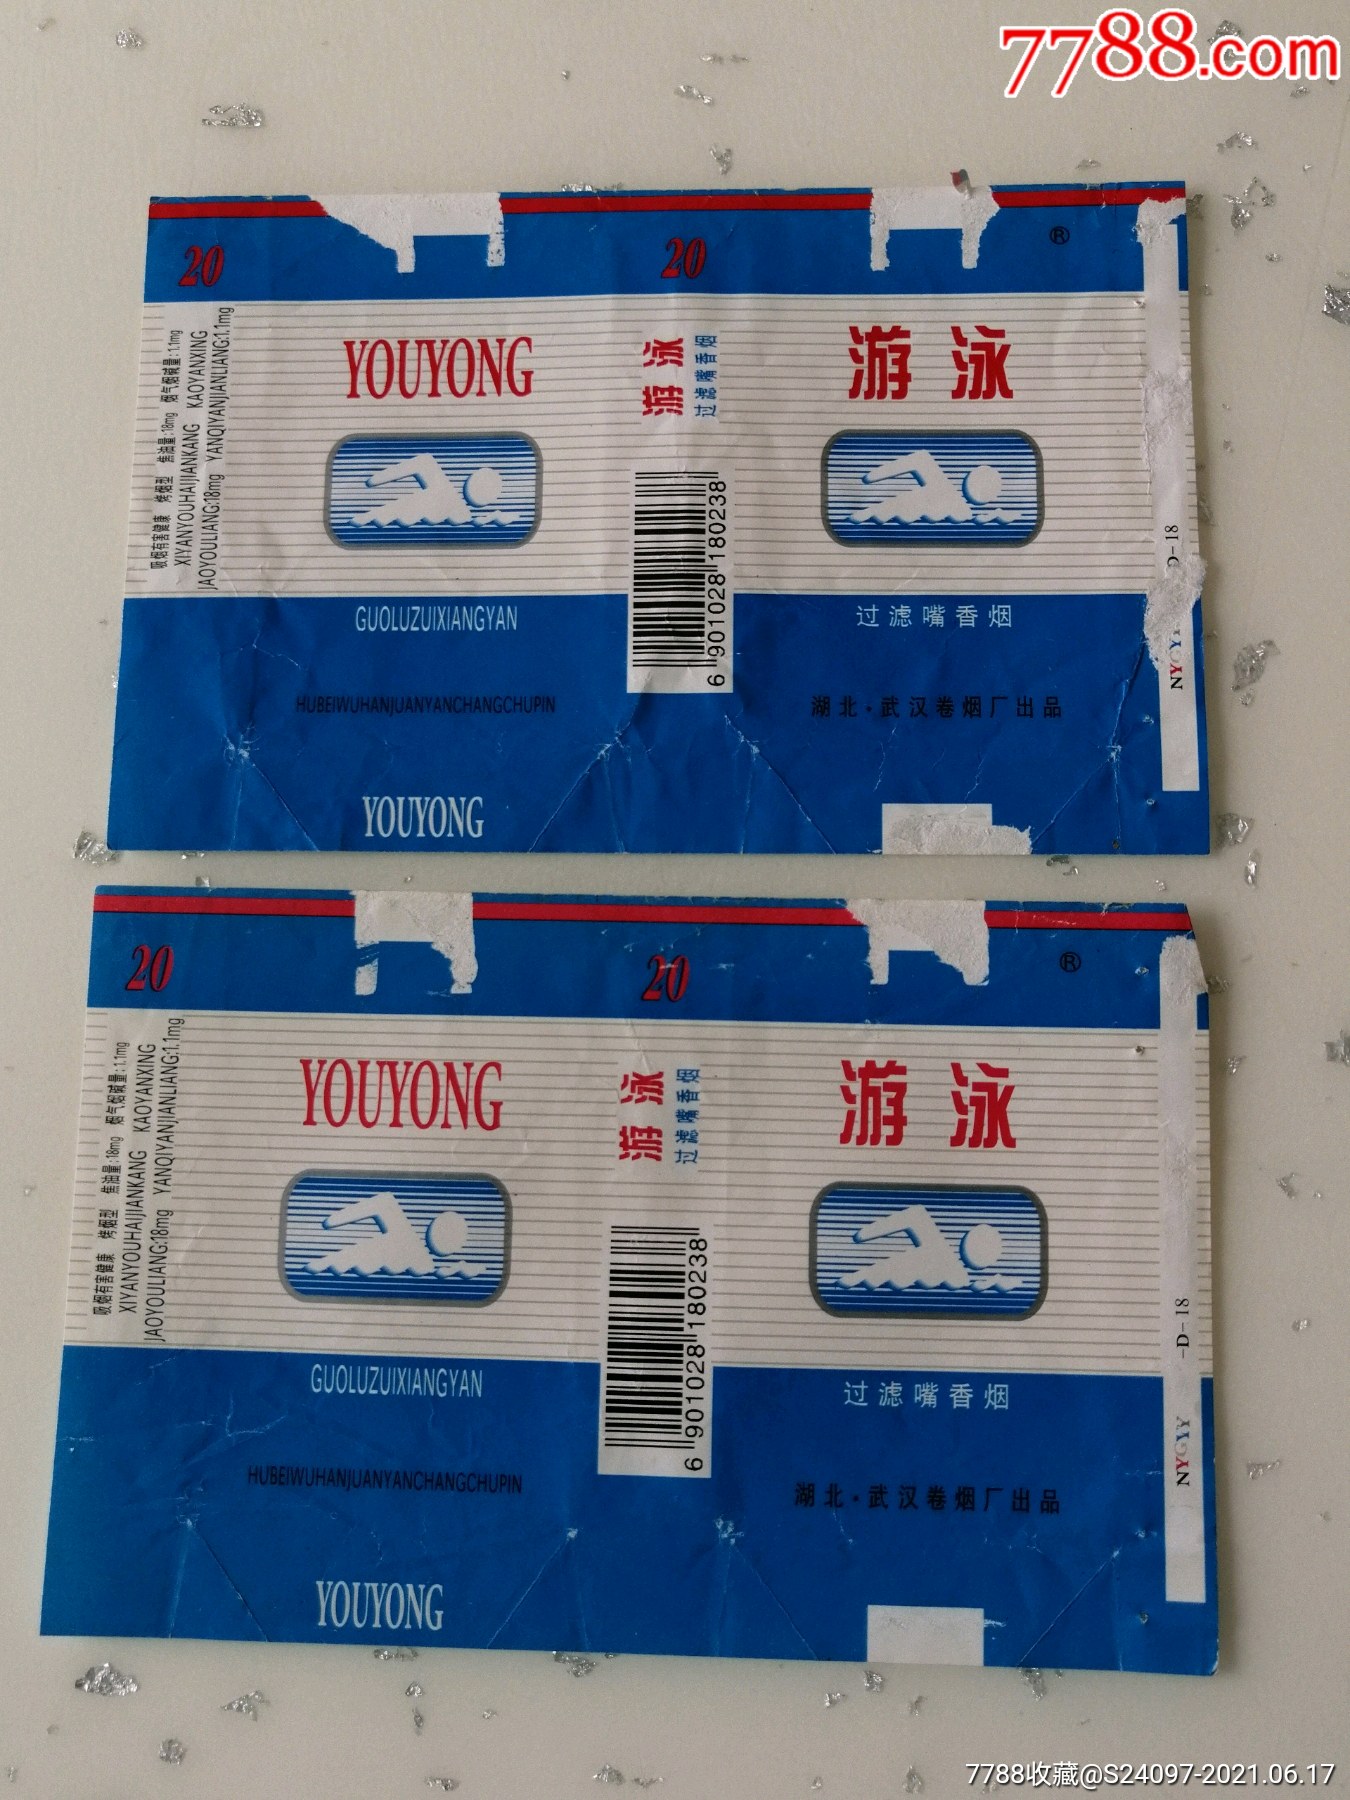 7788.com
20
20
®
吸烟有害健康 烤烟型 焦油量:18mg 烟气烟碱量:1.1mg
XIYANYOUHAIJIANKANG KAOYANXING
JAOYOULIANG:18mg YANQIYANJIANLIANG:1.1mg
YOUYONG
游泳
过滤嘴香烟
游泳
6 901028 180238
D-18
GUOLUZUIXIANGYAN
过滤嘴香烟
HUBEIWUHANJUANYANCHANGCHUPIN
湖北·武汉卷烟厂出品
YOUYONG
20
20
®
吸烟有害健康 烤烟型 焦油量:18mg 烟气烟碱量:1.1mg
XIYANYOUHAIJIANKANG KAOYANXING
JAOYOULIANG:18mg YANQIYANJIANLIANG:1.1mg
YOUYONG
游泳
过滤嘴香烟
游泳
6 901028 180238
NYGYY -D-18
GUOLUZUIXIANGYAN
过滤嘴香烟
HUBEIWUHANJUANYANCHANGCHUPIN
湖北·武汉卷烟厂出品
YOUYONG
7788收藏@S24097-2021.06.17